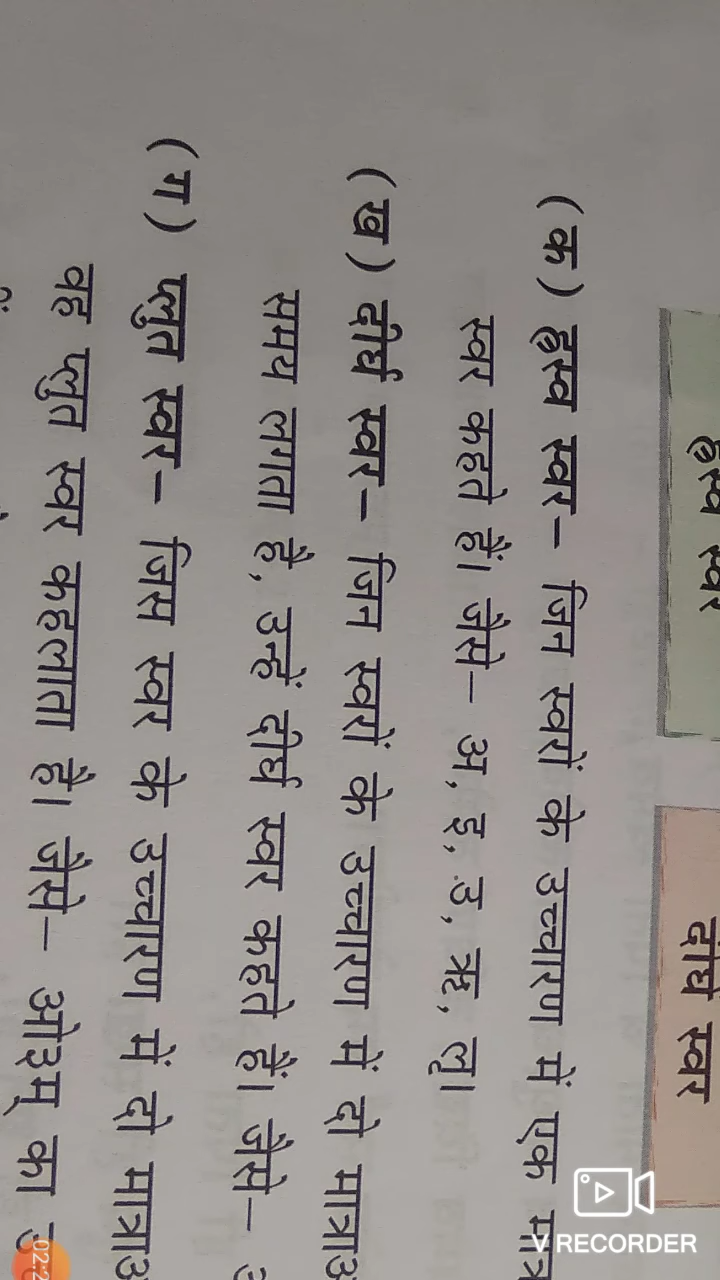 ह्रस्व स्वर
दीर्घ स्वर
(क) ह्रस्व स्वर– जिन स्वरों के उच्चारण में एक
स्वर कहते हैं। जैसे– अ, इ, उ, ऋ, लृ।
(ख) दीर्घ स्वर– जिन स्वरों के उच्चारण में दो
समय लगता है, उन्हें दीर्घ स्वर कहते हैं। जैसे–
(ग) प्लुत स्वर– जिस स्वर के उच्चारण में दो
वह प्लुत स्वर कहलाता है। जैसे– ओ३म् का
V RECORDER